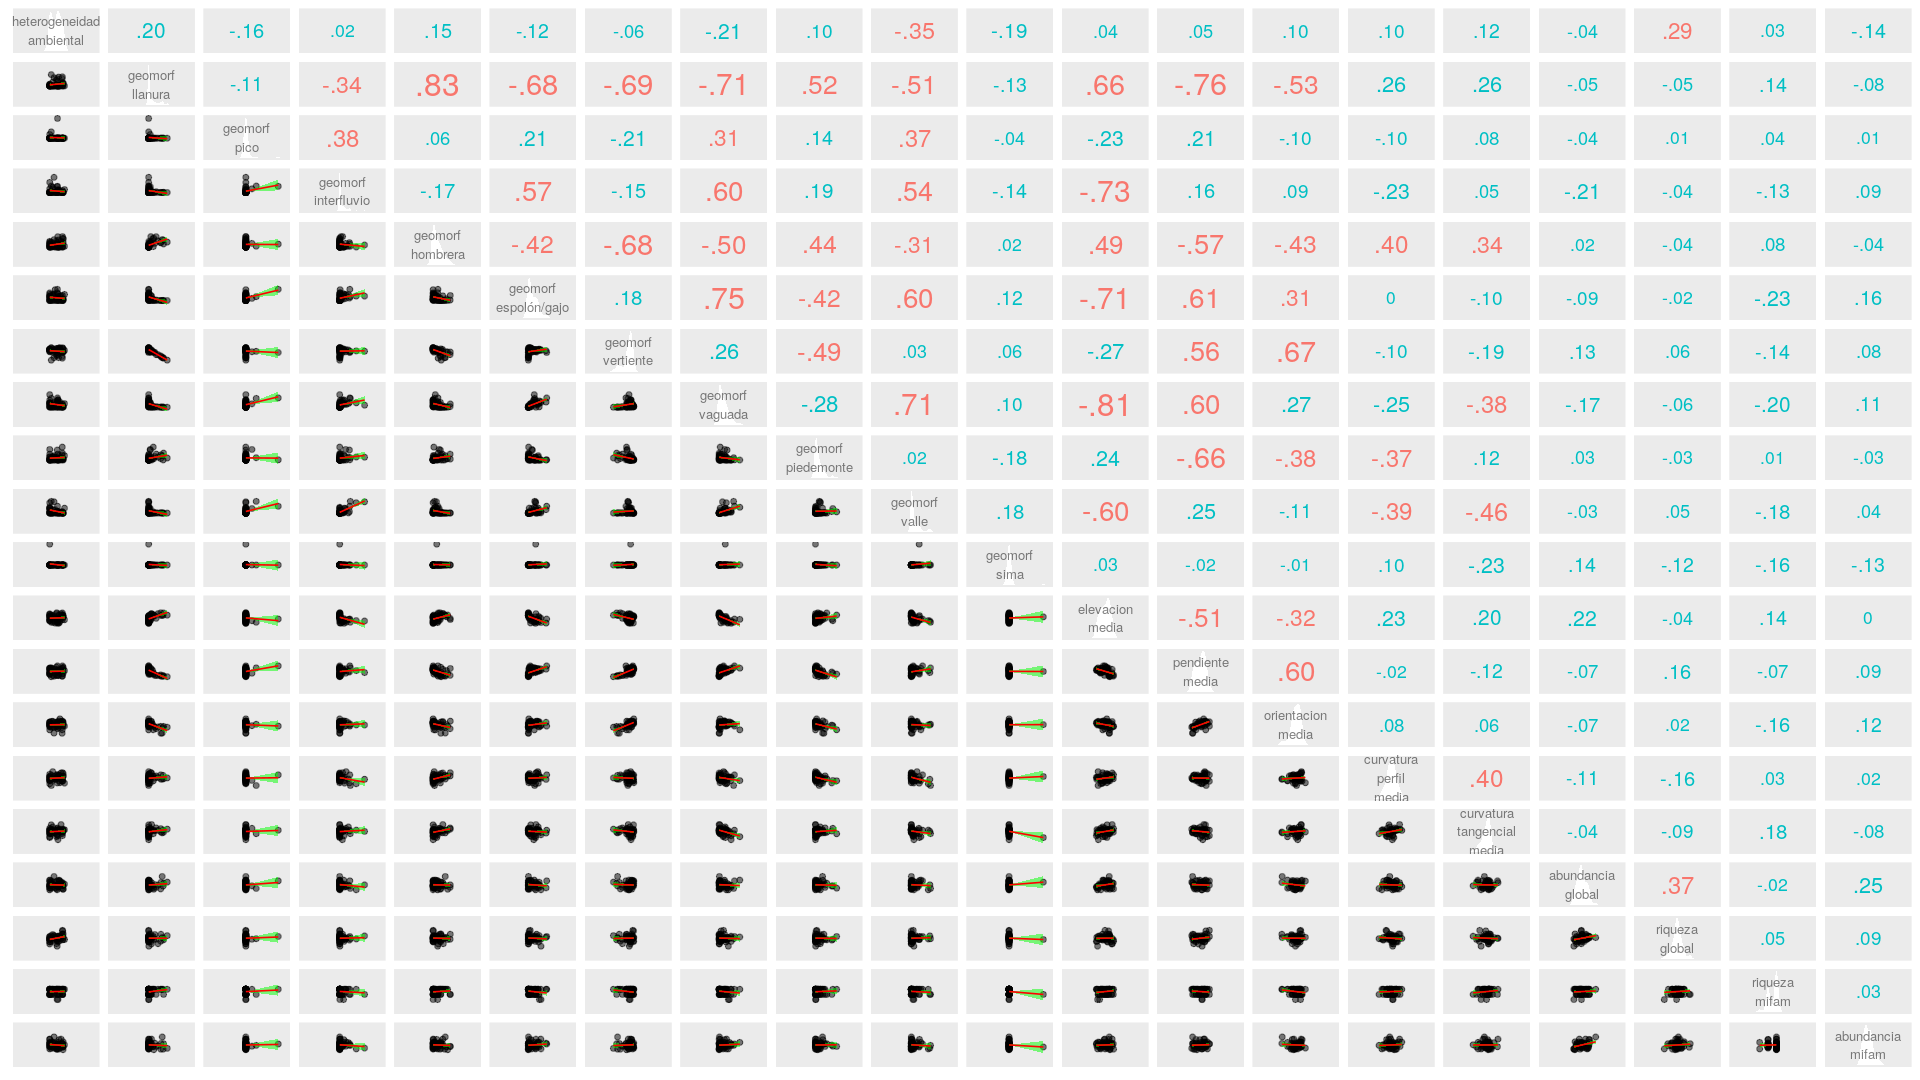 heterogeneidad
ambiental
.20 -.16 .02 .15 -.12 -.06 -.21 .10 -.35 -.19 .04 .05 .10 .10 .12 -.04 .29 .03 -.14
geomorf
llanura
-.11 -.34 .83 -.68 -.69 -.71 .52 -.51 -.13 .66 -.76 -.53 .26 .26 -.05 -.05 .14 -.08
geomorf
pico
.38 .06 .21 -.21 .31 .14 .37 -.04 -.23 .21 -.10 -.10 .08 -.04 .01 .04 .01
geomorf
interfluvio
-.17 .57 -.15 .60 .19 .54 -.14 -.73 .16 .09 -.23 .05 -.21 -.04 -.13 .09
geomorf
hombrera
-.42 -.68 -.50 .44 -.31 .02 .49 -.57 -.43 .40 .34 .02 -.04 .08 -.04
geomorf
espolón/gajo
.18 .75 -.42 .60 .12 -.71 .61 .31 0 -.10 -.09 -.02 -.23 .16
geomorf
vertiente
.26 -.49 .03 .06 -.27 .56 .67 -.10 -.19 .13 .06 -.14 .08
geomorf
vaguada
-.28 .71 .10 -.81 .60 .27 -.25 -.38 -.17 -.06 -.20 .11
geomorf
piedemonte
.02 -.18 .24 -.66 -.38 -.37 .12 .03 -.03 .01 -.03
geomorf
valle
.18 -.60 .25 -.11 -.39 -.46 -.03 .05 -.18 .04
geomorf
sima
.03 -.02 -.01 .10 -.23 .14 -.12 -.16 -.13
elevacion
media
-.51 -.32 .23 .20 .22 -.04 .14 0
pendiente
media
.60 -.02 -.12 -.07 .16 -.07 .09
orientacion
media
.08 .06 -.07 .02 -.16 .12
curvatura
perfil
media
.40 -.11 -.16 .03 .02
curvatura
tangencial
media
-.04 -.09 .18 -.08
abundancia
global
.37 -.02 .25
riqueza
global
.05 .09
riqueza
mifam
.03
abundancia
mifam